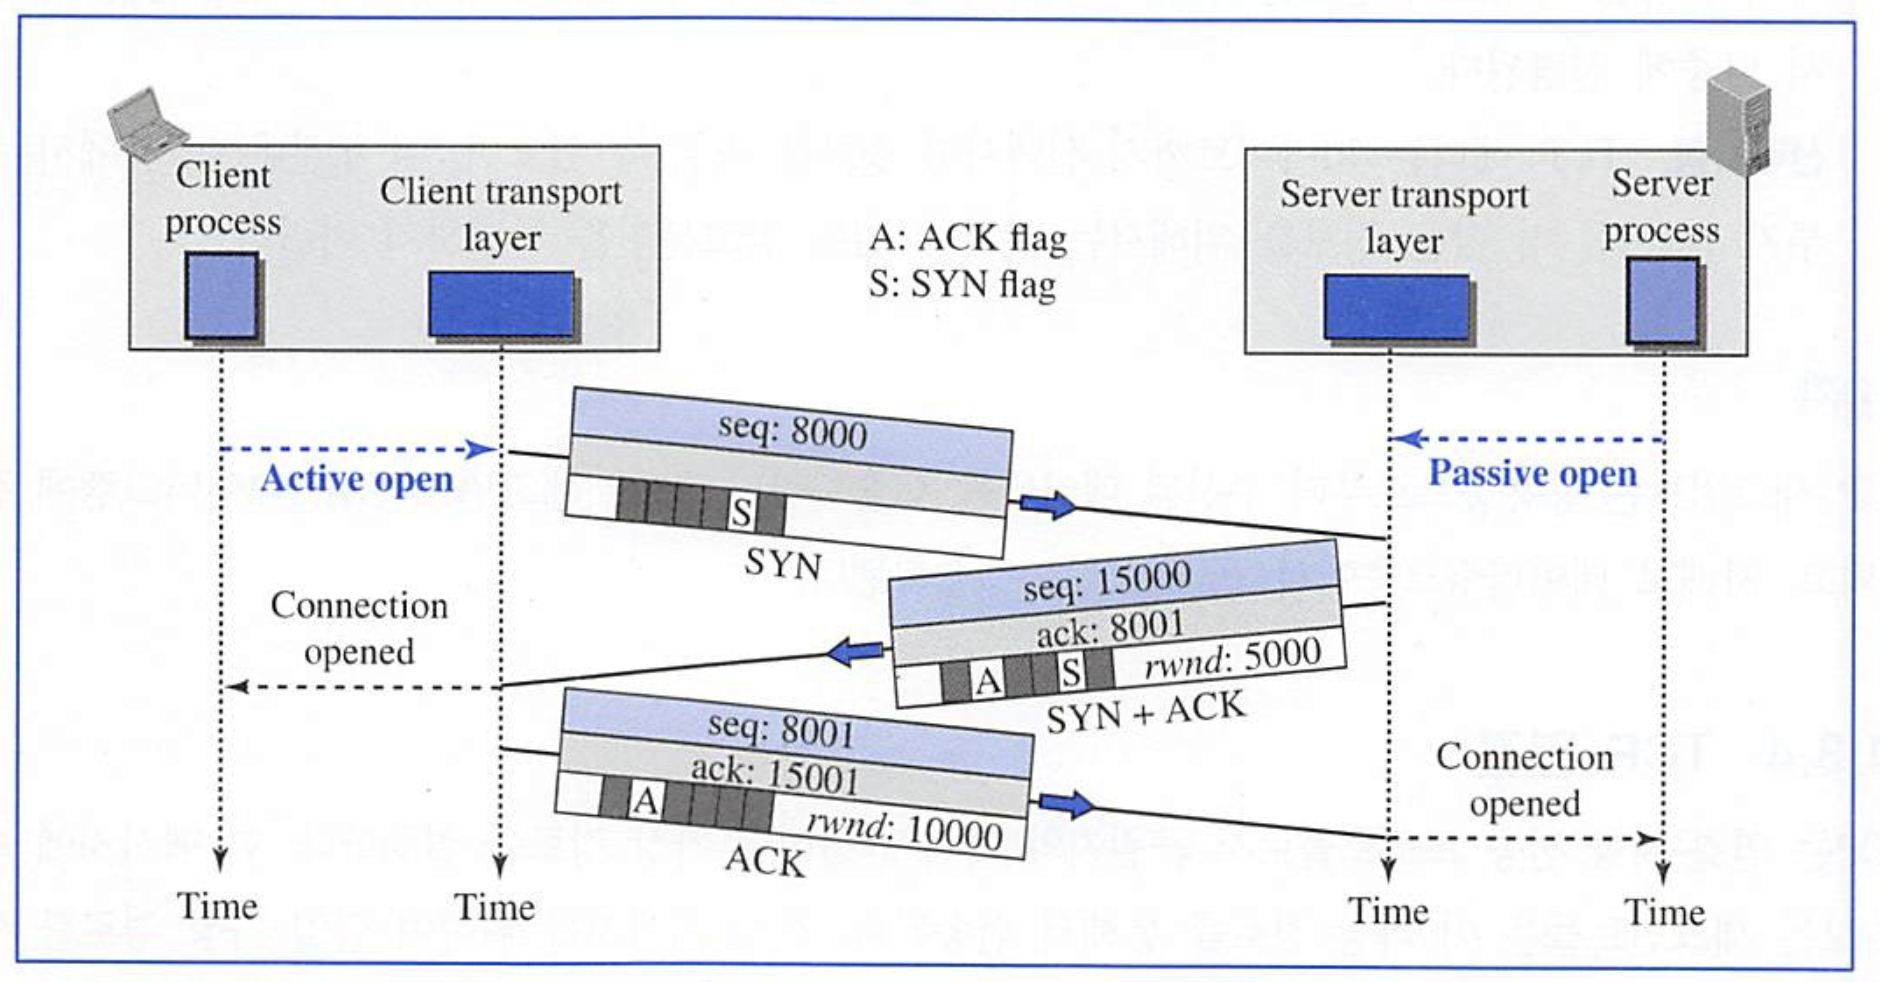 Client
process
Client transport
layer
A: ACK flag
S: SYN flag
Server transport
layer
Server
process
seq: 8000
S
SYN
Active open
Passive open
seq: 15000
ack: 8001
A
S
rwnd: 5000
SYN + ACK
Connection
opened
seq: 8001
ack: 15001
A
rwnd: 10000
ACK
Connection
opened
Time
Time
Time
Time